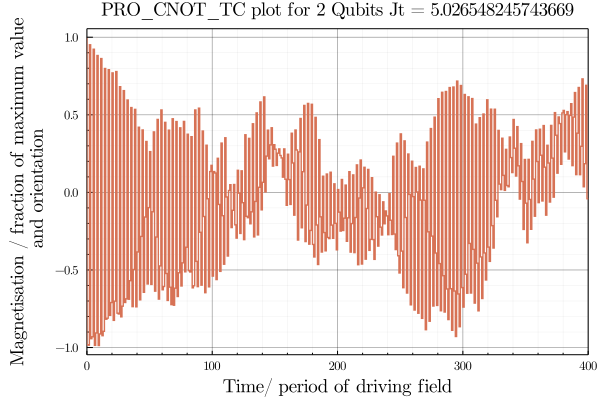 PRO_CNOT_TC plot for 2 Qubits Jt = 5.026548245743669
Magnetisation / fraction of maximum value
and orientation
1.0
0.5
0.0
−0.5
−1.0
0
100
200
300
400
Time/ period of driving field